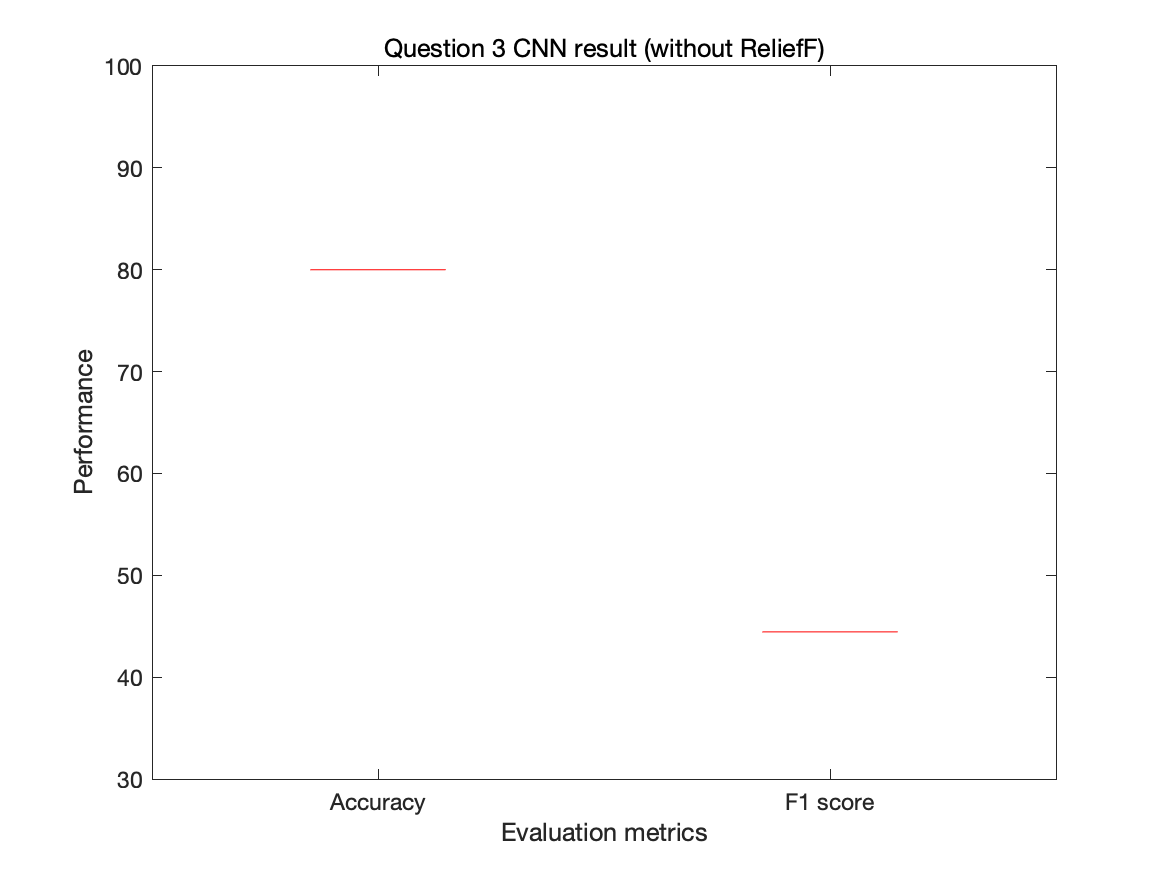 Question 3 CNN result (without ReliefF)
100
90
80
70
60
50
40
30
Performance
Accuracy
F1 score
Evaluation metrics